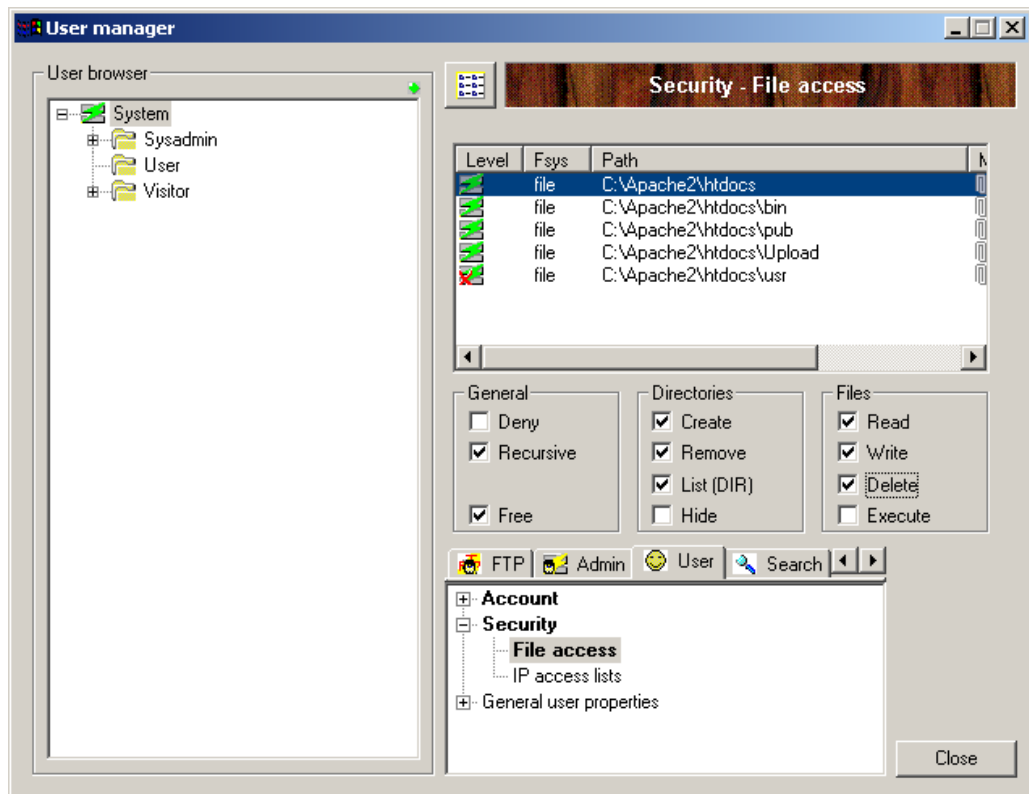 User manager
User browser
System
Sysadmin
User
Visitor
Security - File access
Level Fsys Path
file C:\Apache2\htdocs
file C:\Apache2\htdocs\bin
file C:\Apache2\htdocs\pub
file C:\Apache2\htdocs\Upload
file C:\Apache2\htdocs\usr
General Directories Files
Deny Create Read
Recursive Remove Write
List (DIR) Delete
Free Hide Execute
FTP Admin User Search
Account
Security
File access
IP access lists
General user properties
Close